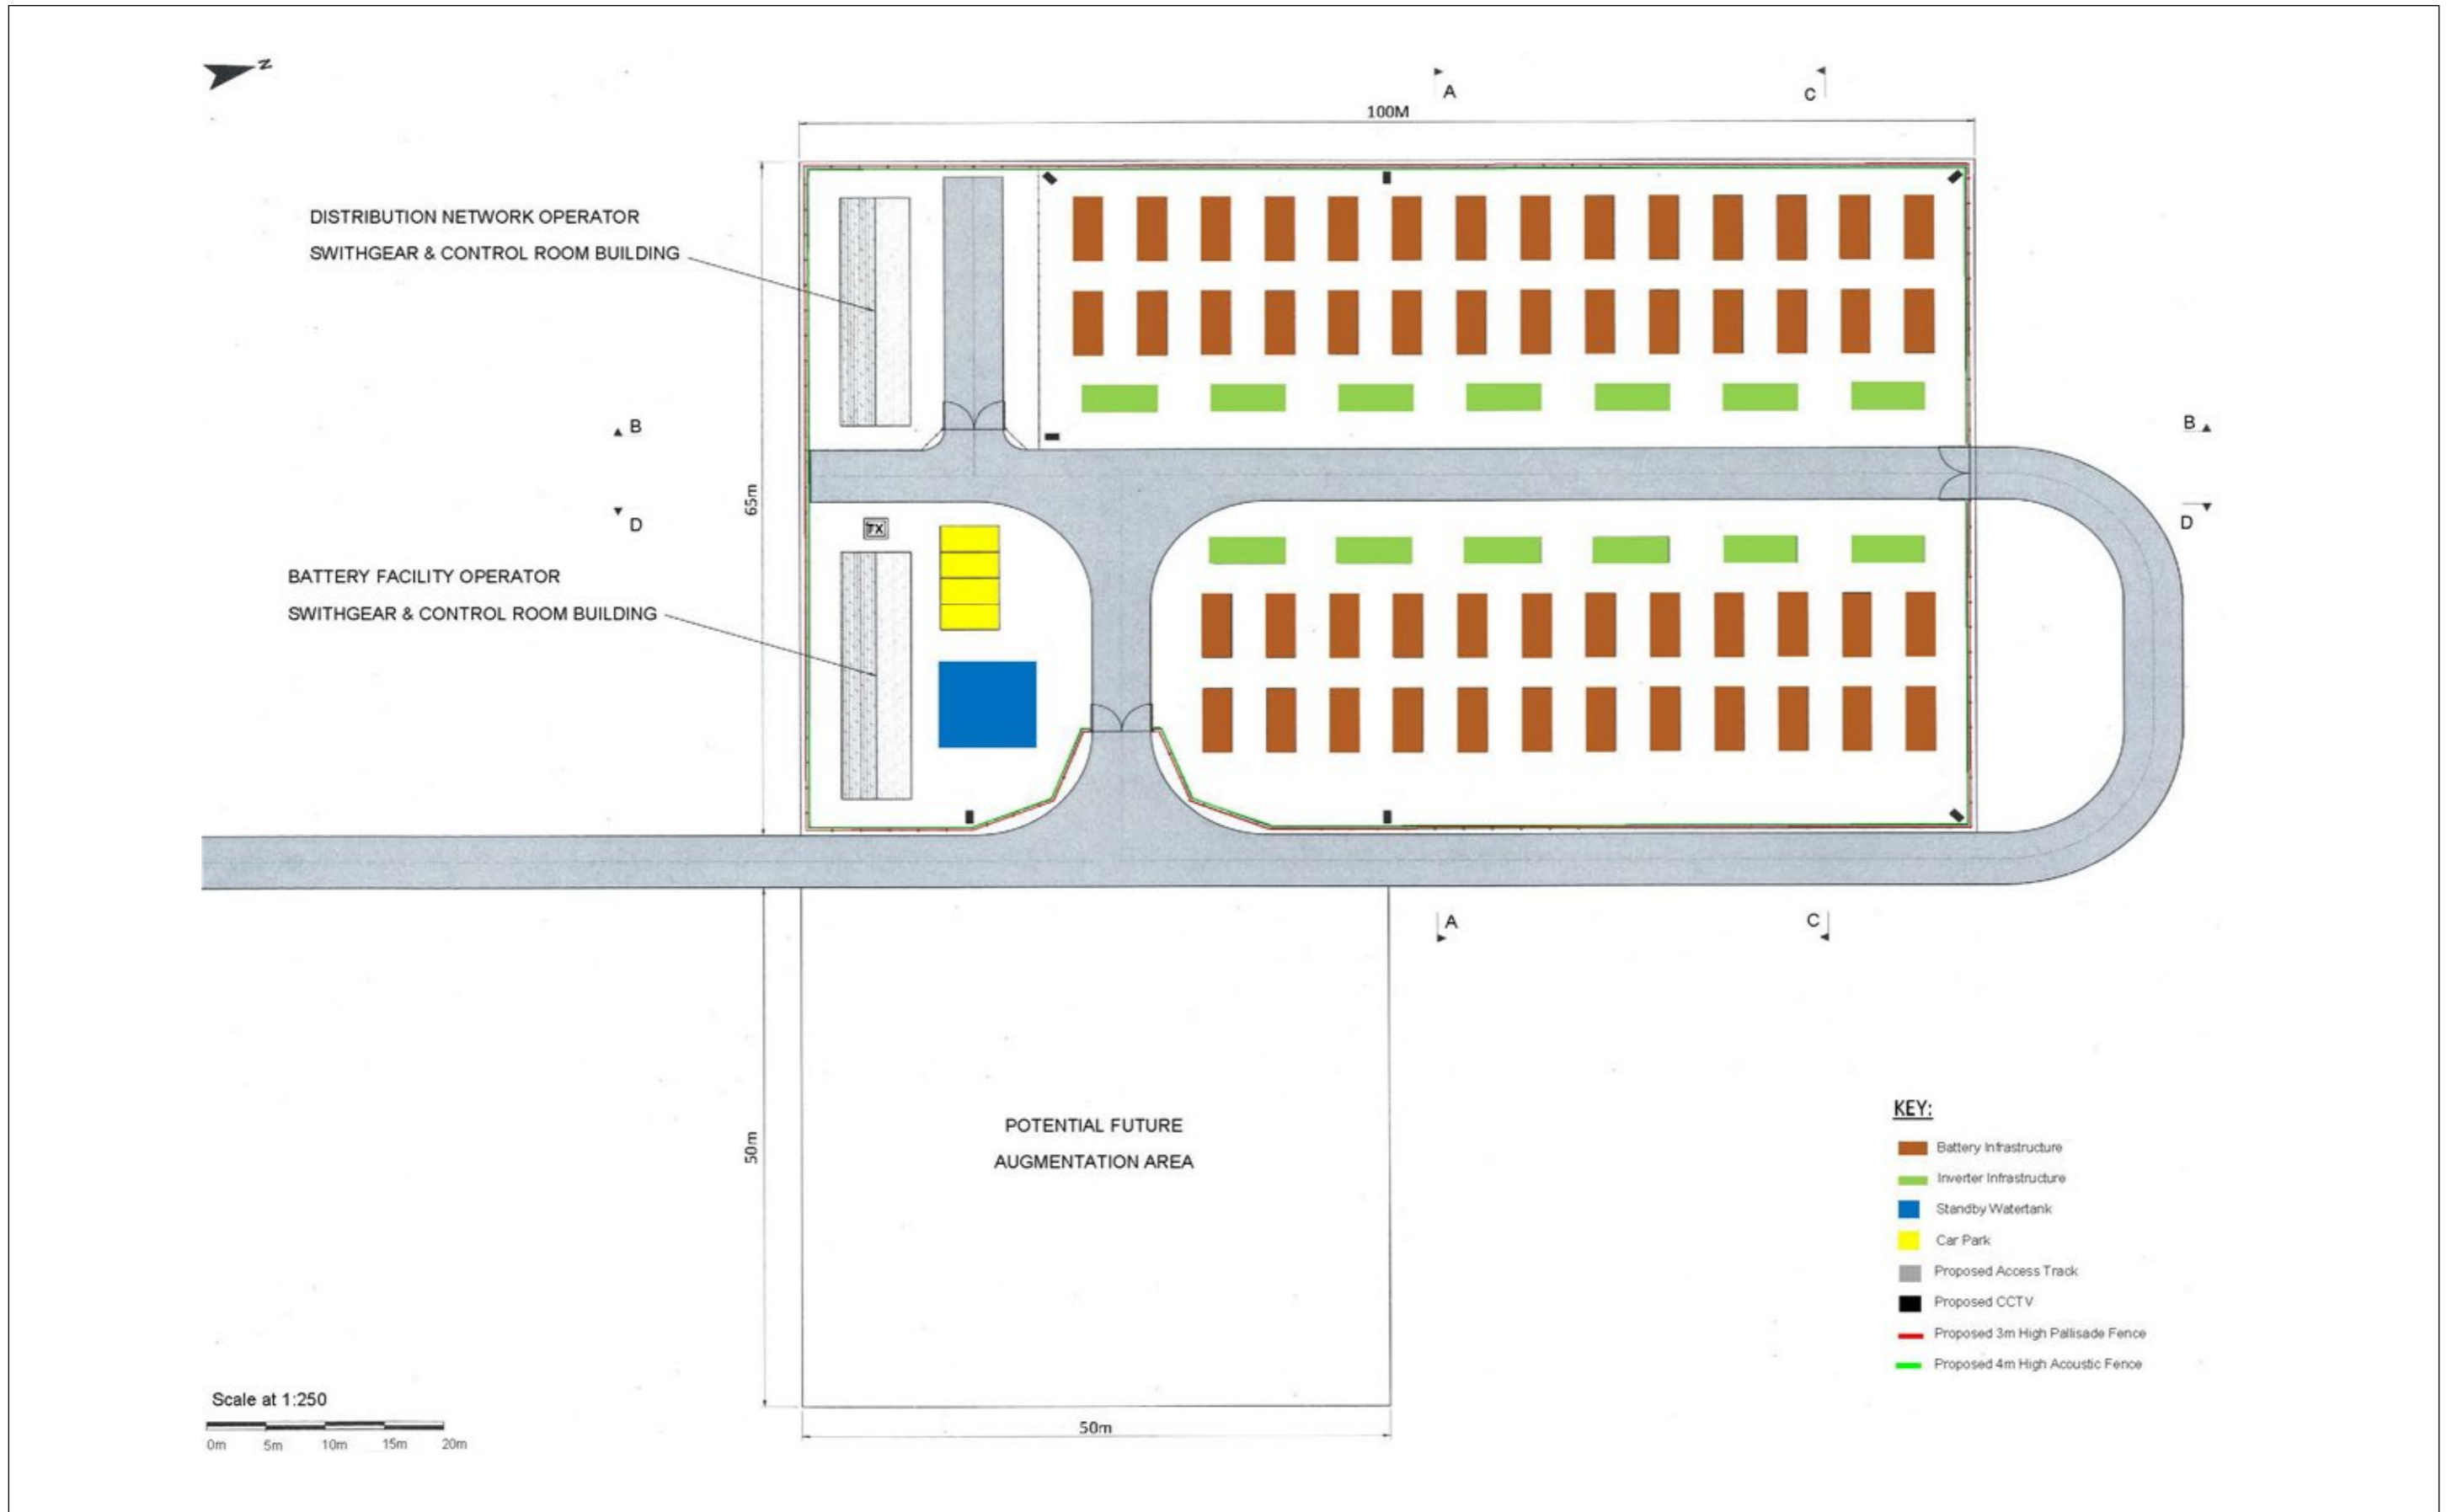 N
A
C
100M
DISTRIBUTION NETWORK OPERATOR
SWITHGEAR & CONTROL ROOM BUILDING
B
B
65m
D
D
TX
BATTERY FACILITY OPERATOR
SWITHGEAR & CONTROL ROOM BUILDING
A
C
POTENTIAL FUTURE
AUGMENTATION AREA
50m
50m
KEY:
Battery Infrastructure
Inverter Infrastructure
Standby Watertank
Car Park
Proposed Access Track
Proposed CCTV
Proposed 3m High Pallisade Fence
Proposed 4m High Acoustic Fence
Scale at 1:250
0m 5m 10m 15m 20m